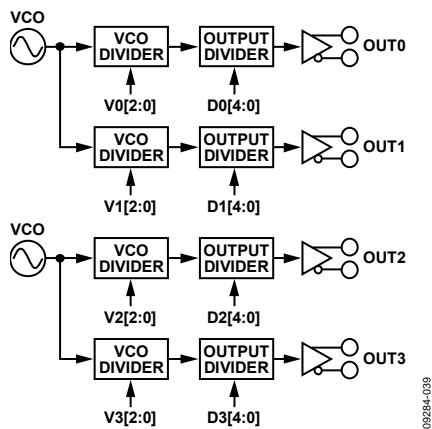 VCO
VCO
DIVIDER
OUTPUT
DIVIDER
OUT0
V0[2:0]
D0[4:0]
VCO
DIVIDER
OUTPUT
DIVIDER
OUT1
V1[2:0]
D1[4:0]
VCO
VCO
DIVIDER
OUTPUT
DIVIDER
OUT2
V2[2:0]
D2[4:0]
VCO
DIVIDER
OUTPUT
DIVIDER
OUT3
V3[2:0]
D3[4:0]
09284-039